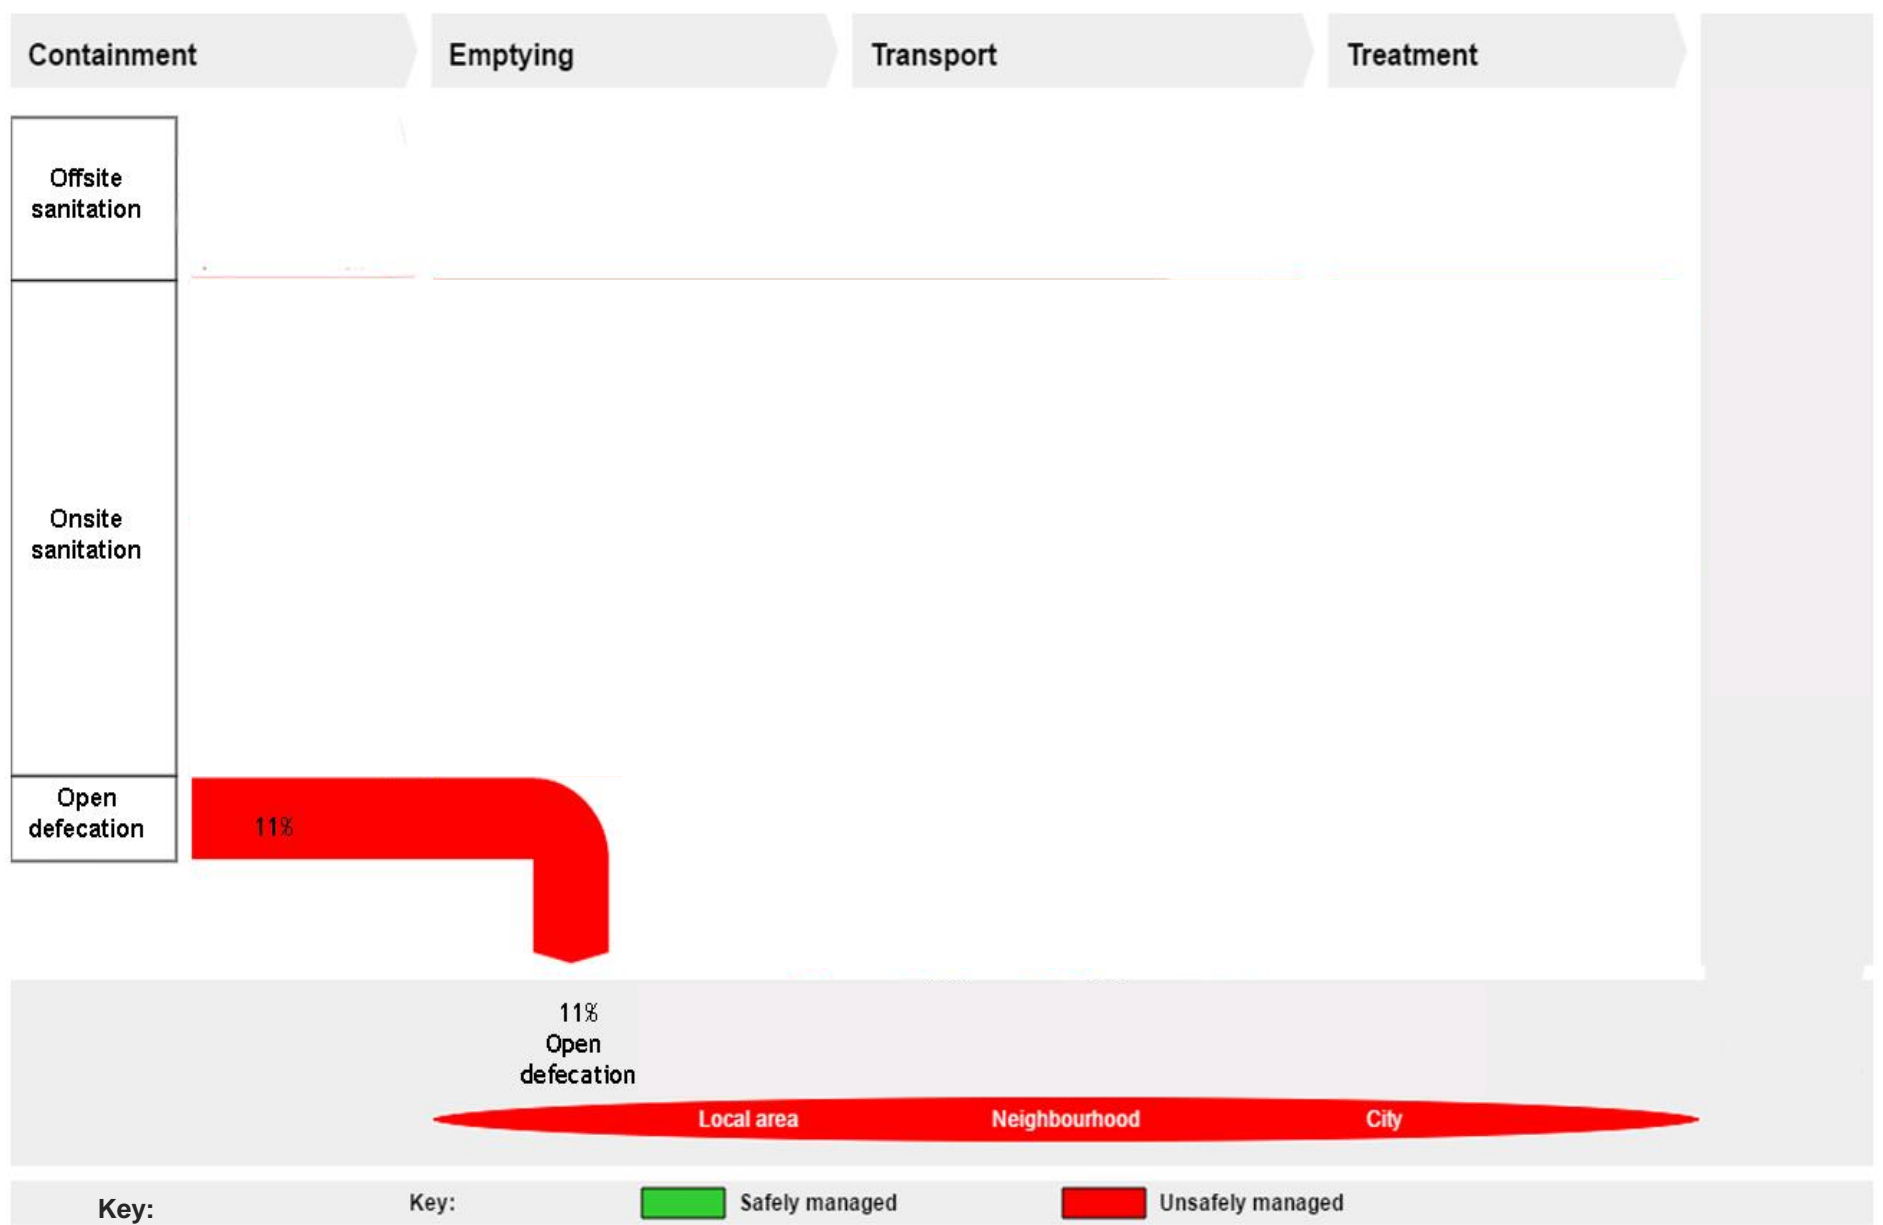 Containment
Emptying
Transport
Treatment
Offsite
sanitation
Onsite
sanitation
Open
defecation
11%
11%
Open
defecation
Local area
Neighbourhood
City
Key:
Key:
Safely managed
Unsafely managed